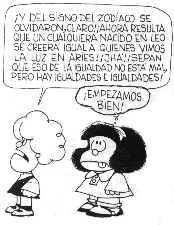 ¡Y DEL SIGNO DEL ZODÍACO SE
OLVIDARON, CLARO! ¡AHORA RESULTA
QUE UN CUALQUIERA NACIDO EN LEO
SE CREERÁ IGUAL A QUIENES VIMOS
LA LUZ EN ARIES! ¡JHÁ! ¡SEPAN
QUE ESO DE LA IGUALDAD NO ESTÁ MAL,
PERO HAY IGUALDADES E IGUALDADES!
¡EMPEZAMOS
BIEN!